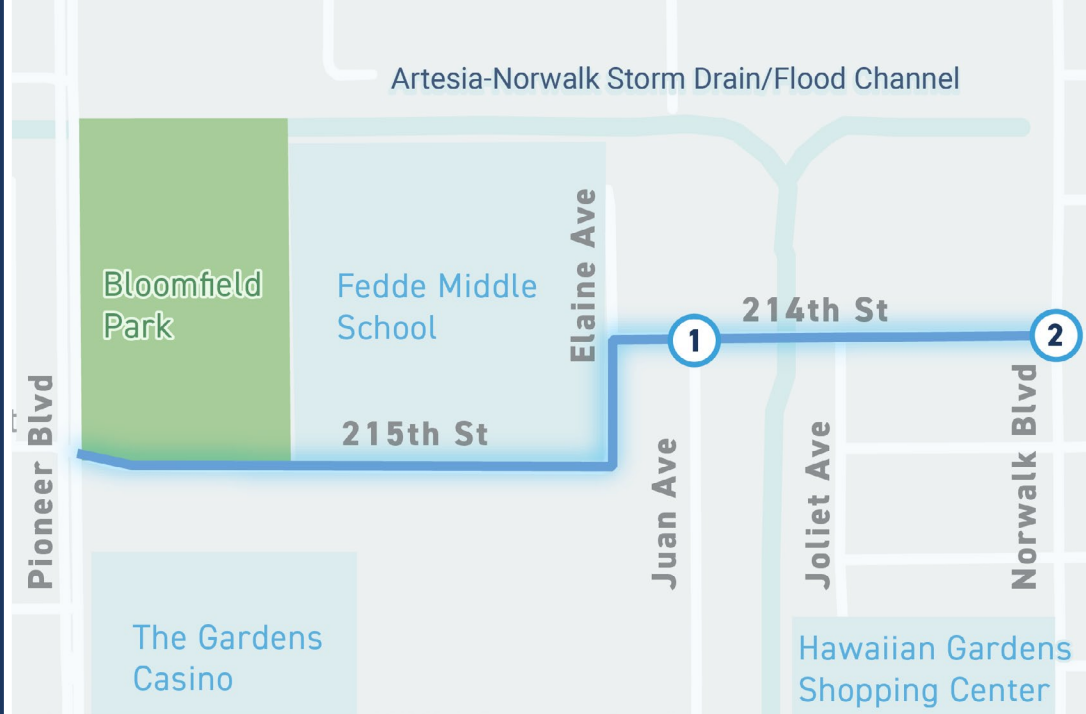 Artesia-Norwalk Storm Drain/Flood Channel
Bloomfield
Park
Fedde Middle
School
Elaine Ave
214th St
1
2
215th St
Pioneer Blvd
Juan Ave
Joliet Ave
Norwalk Blvd
The Gardens
Casino
Hawaiian Gardens
Shopping Center